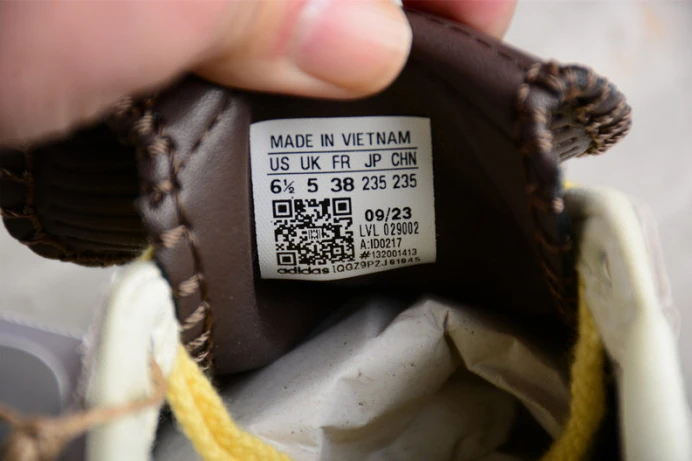 MADE IN VIETNAM
US UK FR JP CHN
6½ 5 38 235 235
09/23
LVL 029002
A:ID0217
#132001413
adidas